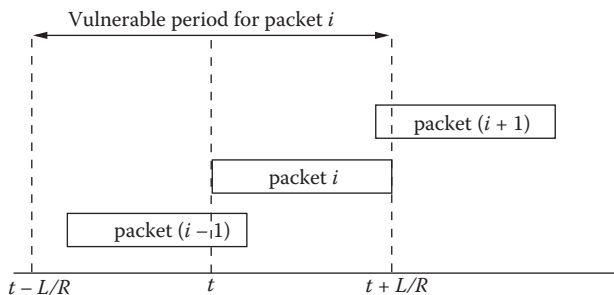 Vulnerable period for packet i
packet (i + 1)
packet i
packet (i – 1)
t – L/R
t
t + L/R